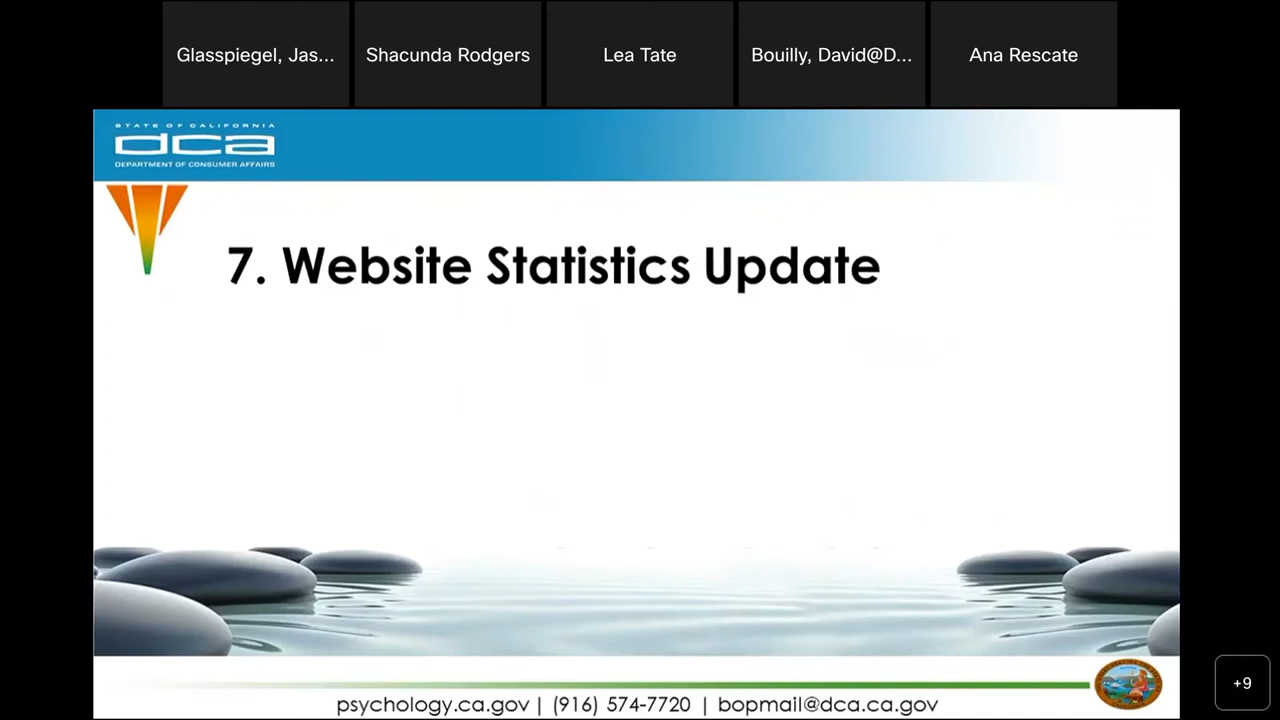 Glasspiegel, Jas...
Shacunda Rodgers
Lea Tate
Bouilly, David@D...
Ana Rescate
STATE OF CALIFORNIA
dca
DEPARTMENT OF CONSUMER AFFAIRS
7. Website Statistics Update
+9
psychology.ca.gov | (916) 574-7720 | bopmail@dca.ca.gov